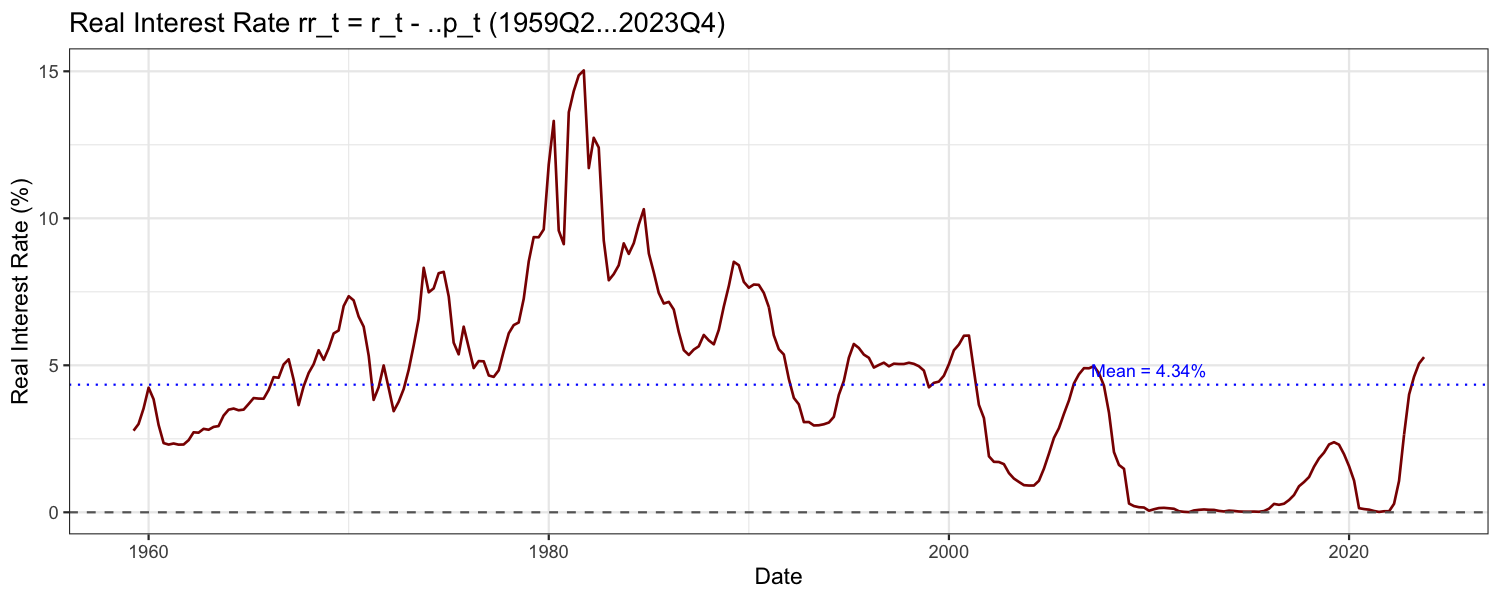 Real Interest Rate rr_t = r_t - ..p_t (1959Q2...2023Q4)
Real Interest Rate (%)
15
10
5
0
Mean = 4.34%
1960
1980
2000
2020
Date